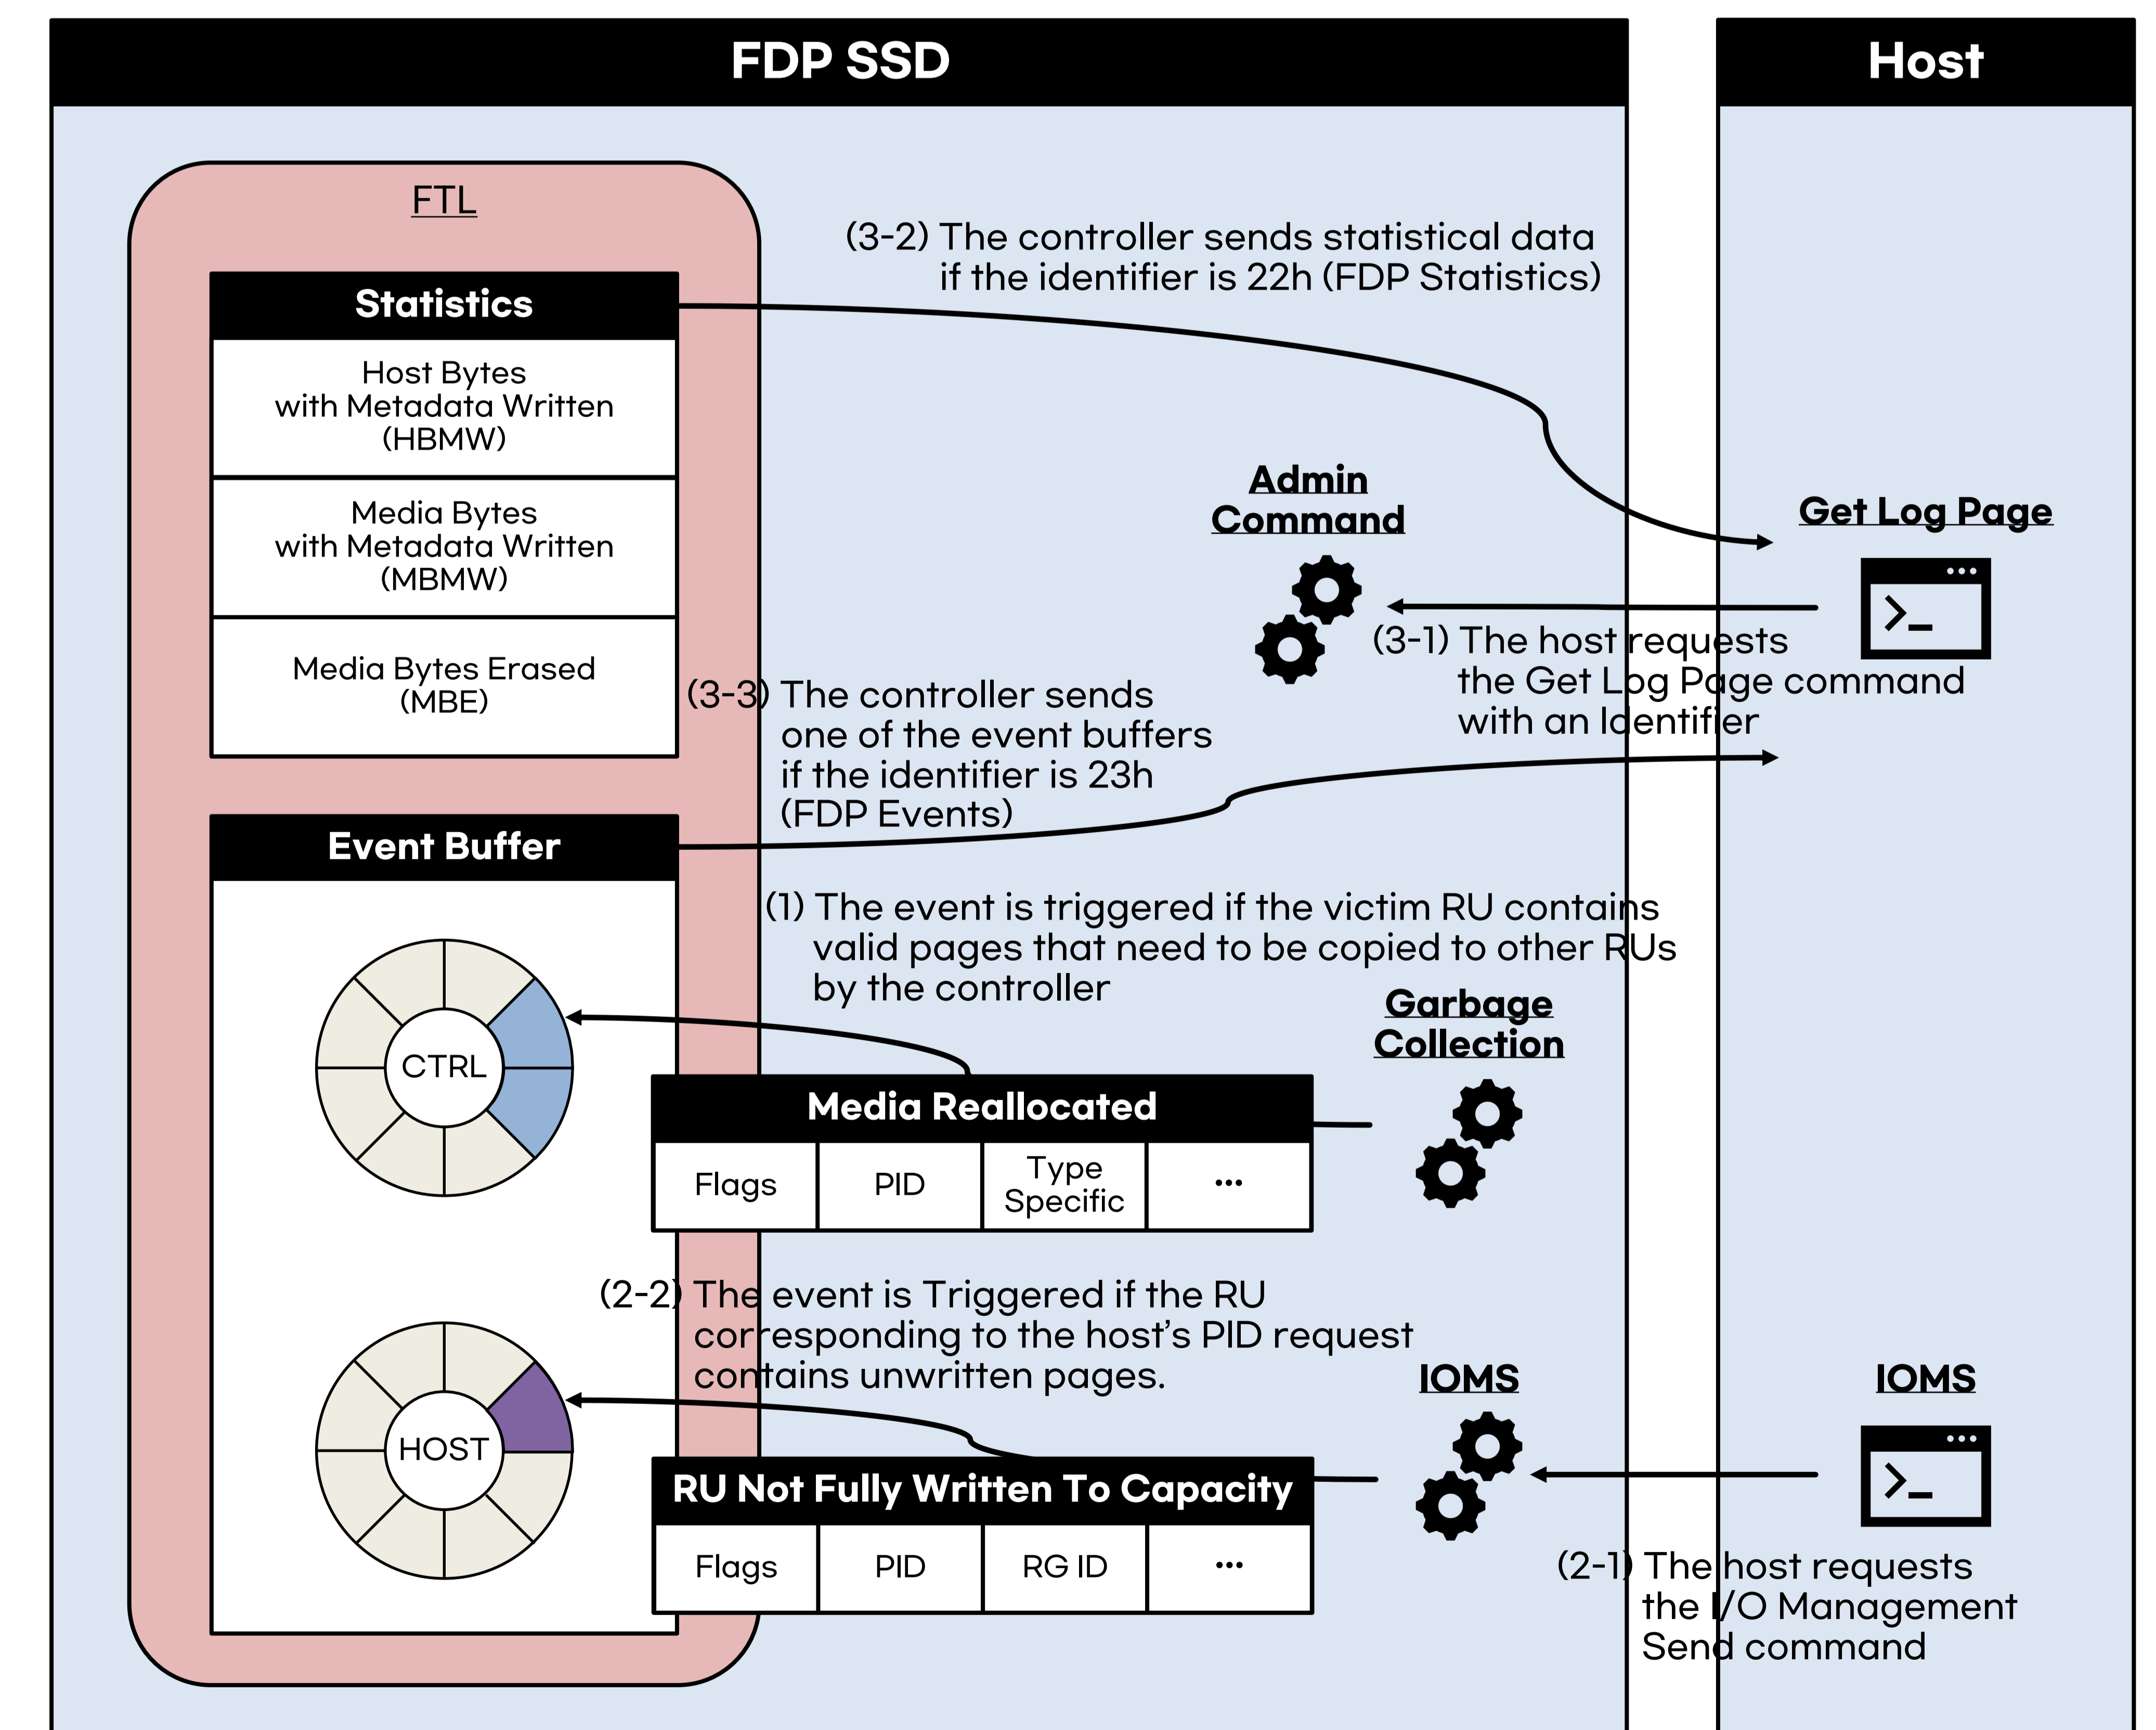 FDP SSD
Host
FTL
(3-2) The controller sends statistical data
if the identifier is 22h (FDP Statistics)
Statistics
Host Bytes
with Metadata Written
(HBMW)
Media Bytes
with Metadata Written
(MBMW)
Media Bytes Erased
(MBE)
Admin
Command
Get Log Page
(3-1) The host requests
the Get Log Page command
with an Identifier
(3-3) The controller sends
one of the event buffers
if the identifier is 23h
(FDP Events)
Event Buffer
(1) The event is triggered if the victim RU contains
valid pages that need to be copied to other RUs
by the controller
Garbage
Collection
CTRL
Media Reallocated
Flags
PID
Type
Specific
...
(2-2) The event is Triggered if the RU
corresponding to the host's PID request
contains unwritten pages.
IOMS
IOMS
HOST
RU Not Fully Written To Capacity
Flags
PID
RG ID
...
(2-1) The host requests
the I/O Management
Send command